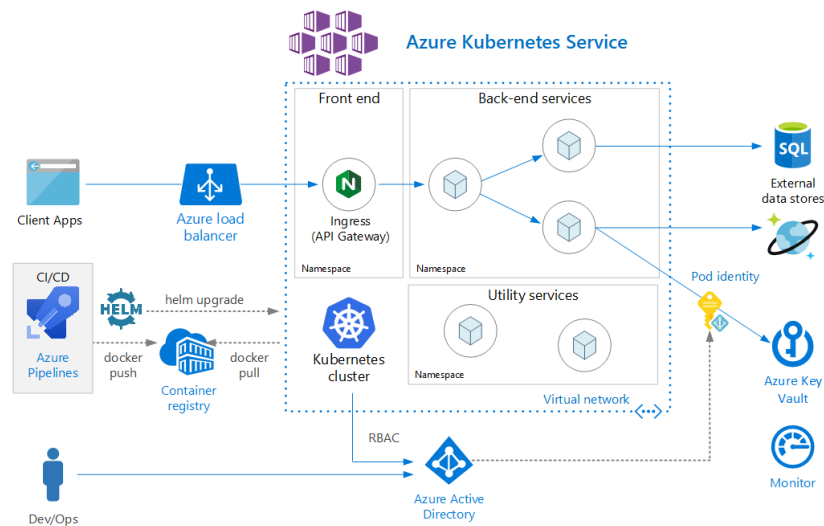 Azure Kubernetes Service
Front end
Back-end services
SQL
Client Apps
Azure load
balancer
Ingress
(API Gateway)
Namespace
Namespace
External
data stores
CI/CD
Azure
Pipelines
HELM
helm upgrade
docker
push
docker
pull
Container
registry
Kubernetes
cluster
Utility services
Namespace
Virtual network
Pod identity
Azure Key
Vault
RBAC
Azure Active
Directory
Monitor
Dev/Ops